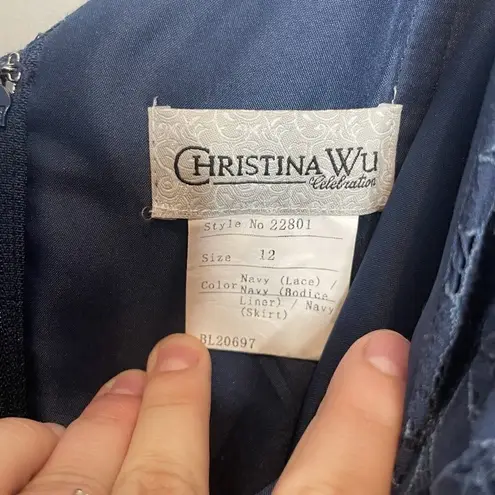 CHRISTINA WU
Celebration
Style No 22801
Size 12
Color Navy (Lace) /
Navy (Bodice
Liner) / Navy
(Skirt)
BL20697